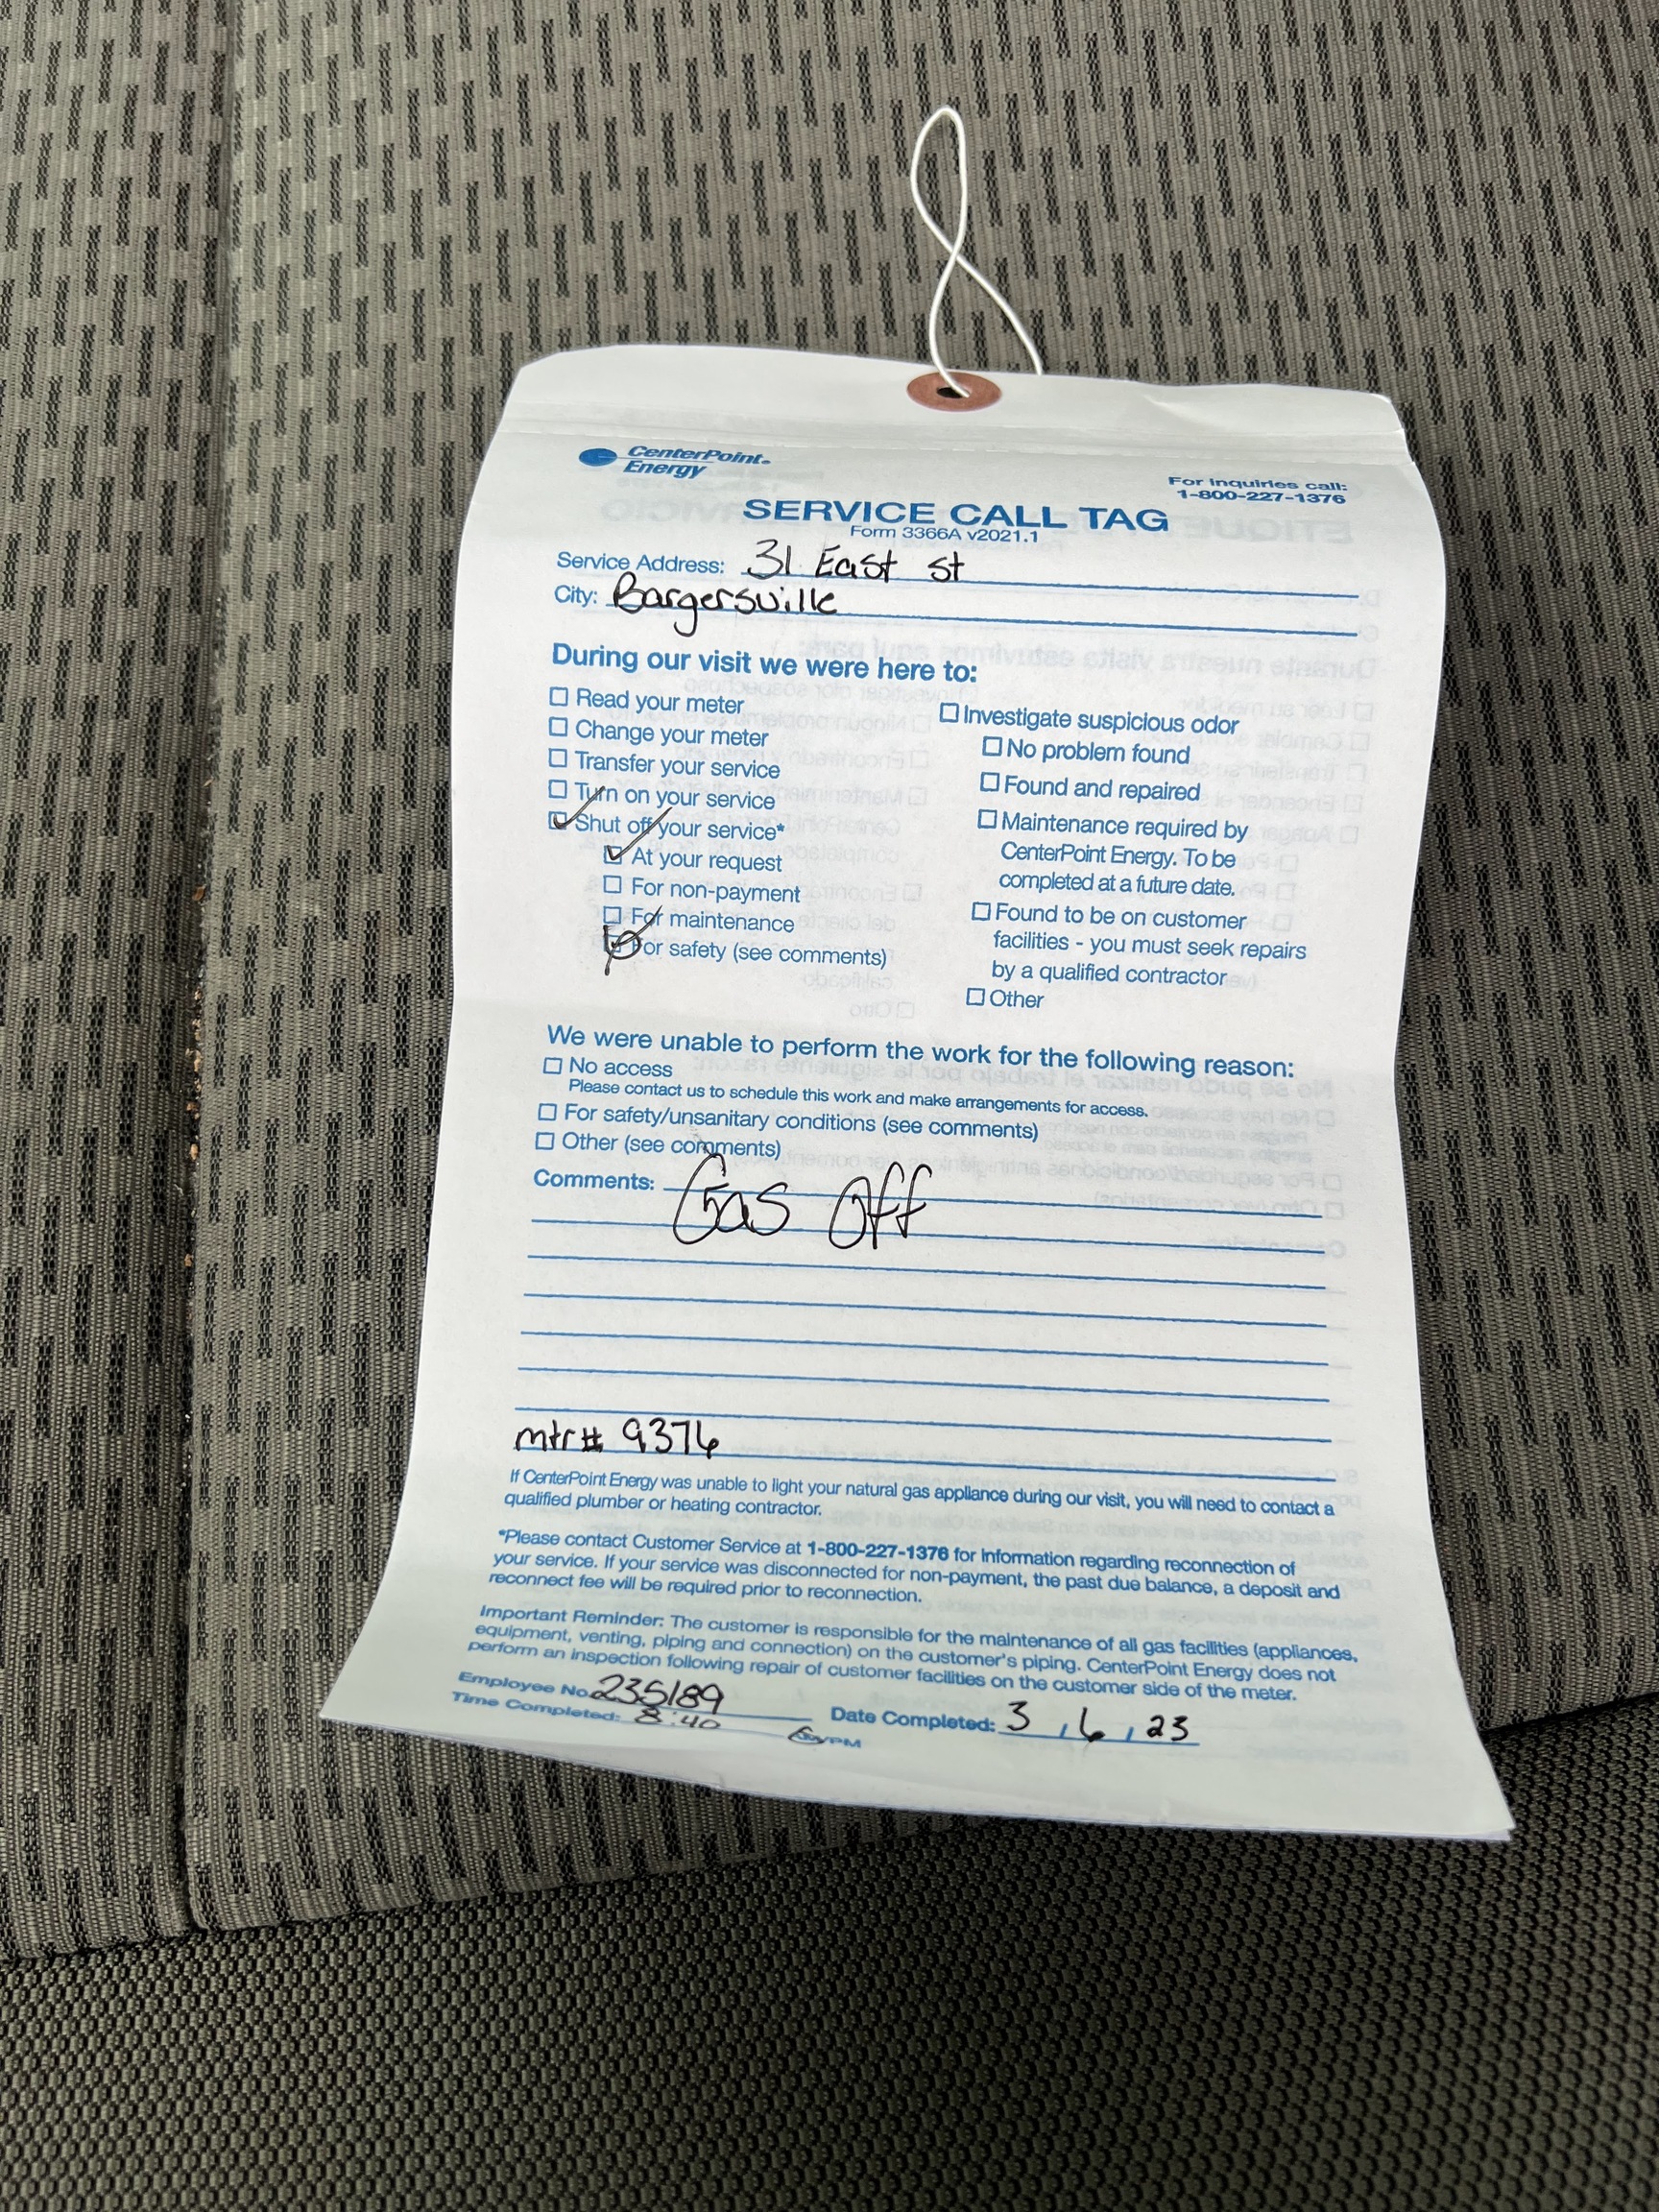 CenterPoint.
Energy
For inquiries call:
1-800-227-1376
SERVICE CALL TAG
Form 3366A v2021.1
Service Address: 31 East St
City: Bargersville
During our visit we were here to:
☐ Read your meter
☐ Change your meter
☐ Transfer your service
☐ Turn on your service
☑ Shut off your service*
☑ At your request
☐ For non-payment
☐ For maintenance
☑ For safety (see comments)
☐ Investigate suspicious odor
☐ No problem found
☐ Found and repaired
☐ Maintenance required by
CenterPoint Energy. To be
completed at a future date.
☐ Found to be on customer
facilities - you must seek repairs
by a qualified contractor
☐ Other
We were unable to perform the work for the following reason:
☐ No access
Please contact us to schedule this work and make arrangements for access.
☐ For safety/unsanitary conditions (see comments)
☐ Other (see comments)
Comments: Gas Off
mtr# 9376
If CenterPoint Energy was unable to light your natural gas appliance during our visit, you will need to contact a
qualified plumber or heating contractor.
*Please contact Customer Service at 1-800-227-1376 for information regarding reconnection of
your service. If your service was disconnected for non-payment, the past due balance, a deposit and
reconnect fee will be required prior to reconnection.
Important Reminder: The customer is responsible for the maintenance of all gas facilities (appliances,
equipment, venting, piping and connection) on the customer's piping. CenterPoint Energy does not
perform an inspection following repair of customer facilities on the customer side of the meter.
Employee No. 235189
Time Completed: 8:40 AM/PM
Date Completed: 3 / 6 / 23